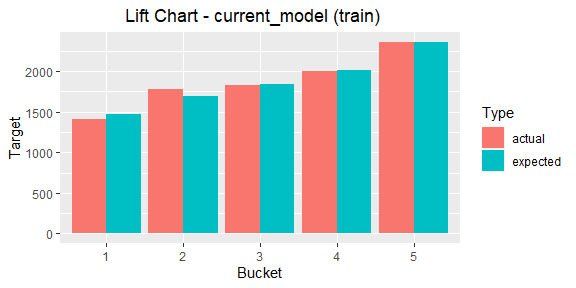 Lift Chart - current_model (train)
Target
2000
1500
1000
500
0
1 2 3 4 5
Bucket
Type
actual
expected